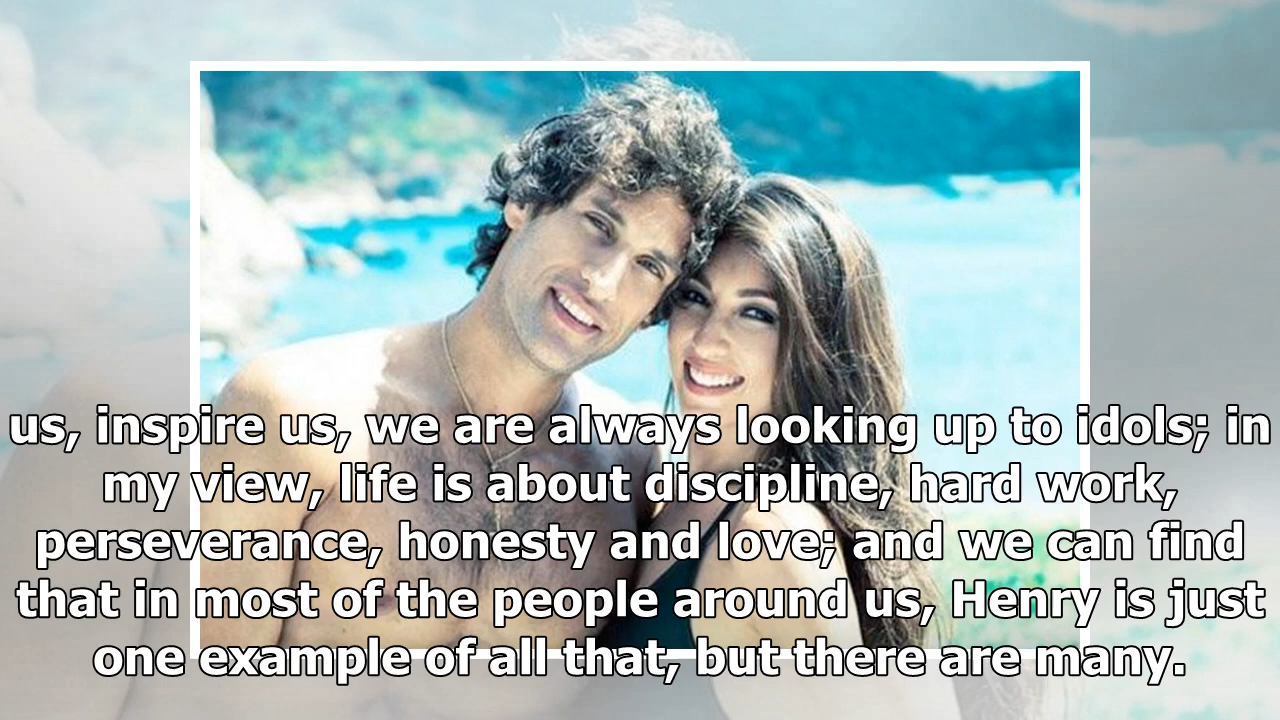 us, inspire us, we are always looking up to idols; in
my view, life is about discipline, hard work,
perseverance, honesty and love; and we can find
that in most of the people around us, Henry is just
one example of all that, but there are many.